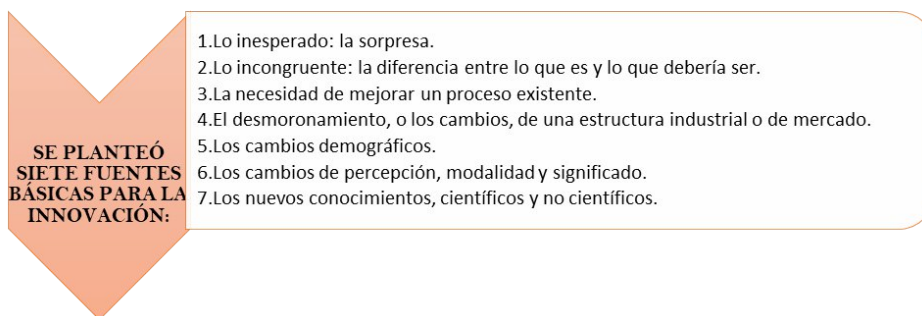 SE PLANTEÓ
SIETE FUENTES
BÁSICAS PARA LA
INNOVACIÓN:
1.Lo inesperado: la sorpresa.
2.Lo incongruente: la diferencia entre lo que es y lo que debería ser.
3.La necesidad de mejorar un proceso existente.
4.El desmoronamiento, o los cambios, de una estructura industrial o de mercado.
5.Los cambios demográficos.
6.Los cambios de percepción, modalidad y significado.
7.Los nuevos conocimientos, científicos y no científicos.